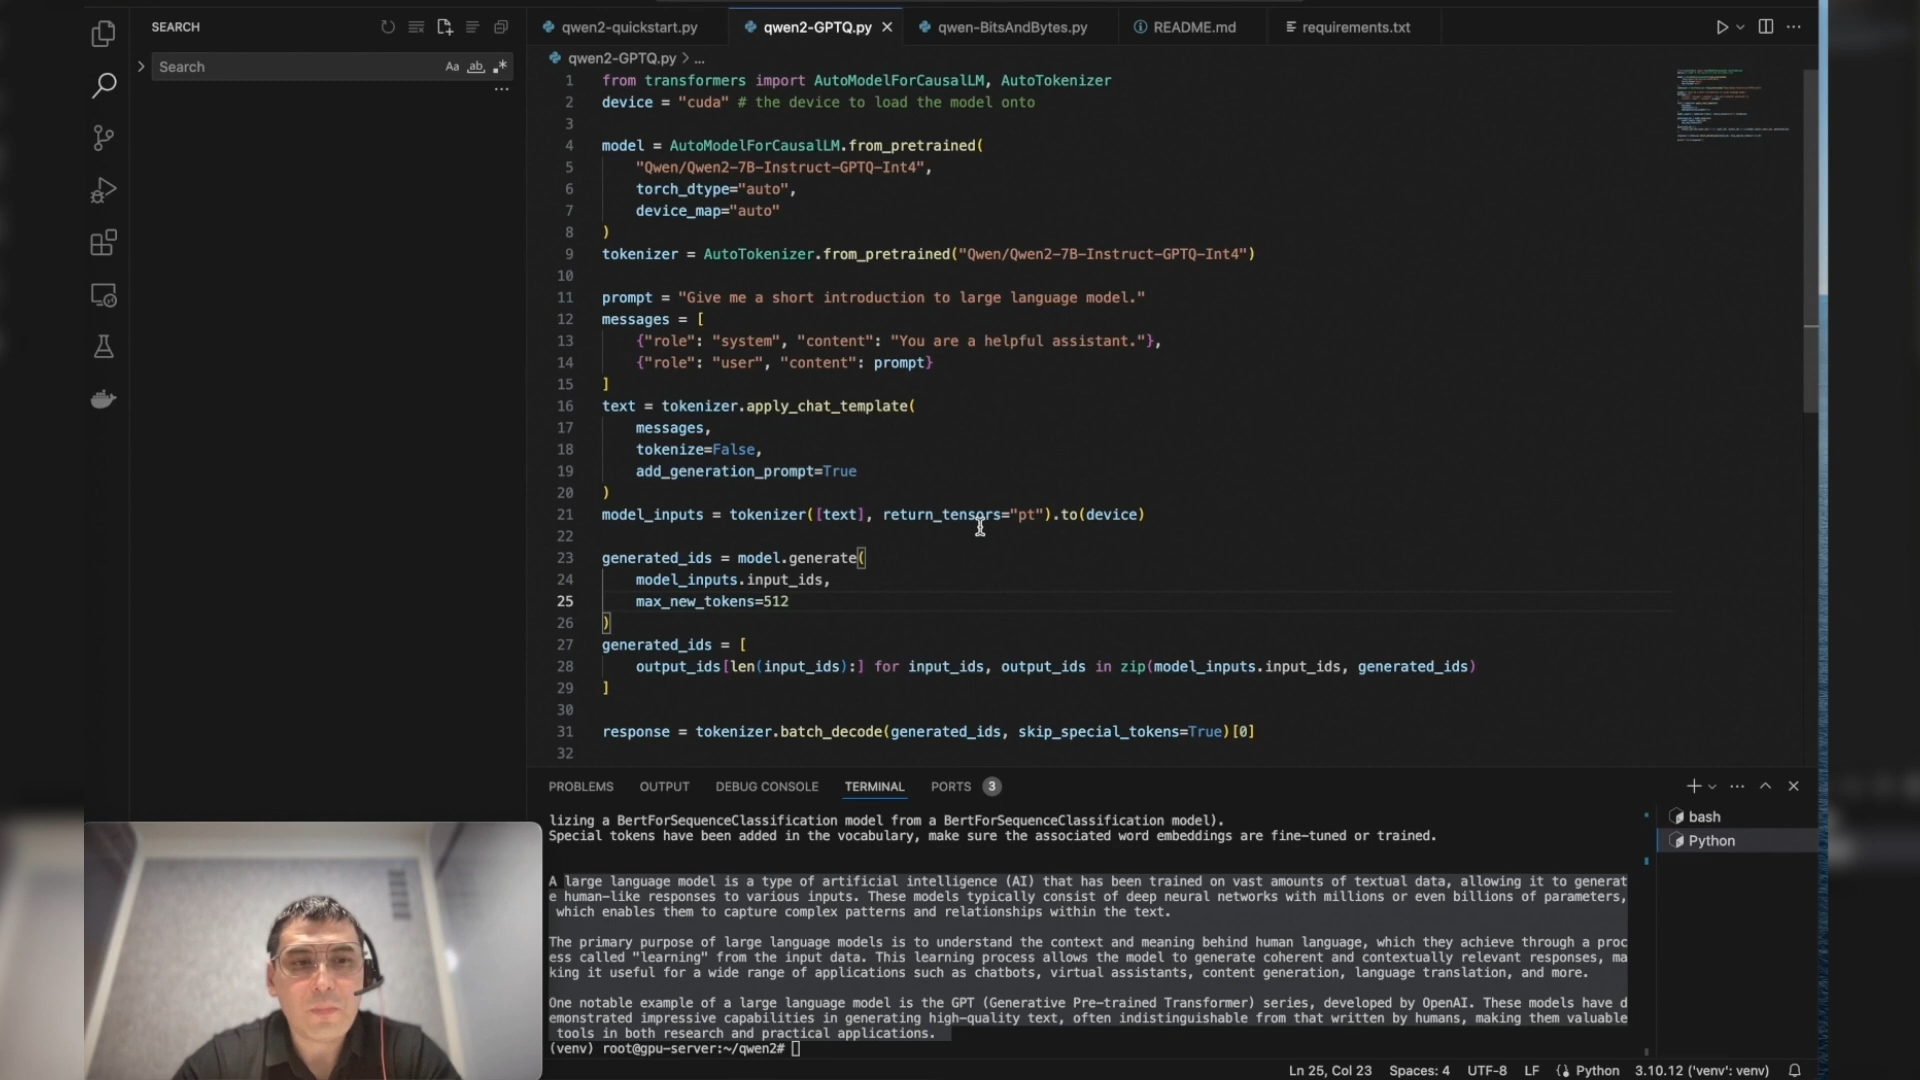 SEARCH
Search
Aa
ab
qwen2-quickstart.py
qwen2-GPTQ.py
qwen-BitsAndBytes.py
README.md
requirements.txt
qwen2-GPTQ.py > ...
1 from transformers import AutoModelForCausalLM, AutoTokenizer
2 device = "cuda" # the device to load the model onto
3
4 model = AutoModelForCausalLM.from_pretrained(
5 "Qwen/Qwen2-7B-Instruct-GPTQ-Int4",
6 torch_dtype="auto",
7 device_map="auto"
8 )
9 tokenizer = AutoTokenizer.from_pretrained("Qwen/Qwen2-7B-Instruct-GPTQ-Int4")
10
11 prompt = "Give me a short introduction to large language model."
12 messages = [
13 {"role": "system", "content": "You are a helpful assistant."},
14 {"role": "user", "content": prompt}
15 ]
16 text = tokenizer.apply_chat_template(
17 messages,
18 tokenize=False,
19 add_generation_prompt=True
20 )
21 model_inputs = tokenizer([text], return_tensors="pt").to(device)
22
23 generated_ids = model.generate(
24 model_inputs.input_ids,
25 max_new_tokens=512
26 )
27 generated_ids = [
28 output_ids[len(input_ids):] for input_ids, output_ids in zip(model_inputs.input_ids, generated_ids)
29 ]
30
31 response = tokenizer.batch_decode(generated_ids, skip_special_tokens=True)[0]
32
PROBLEMS OUTPUT DEBUG CONSOLE TERMINAL PORTS 3
lizing a BertForSequenceClassification model from a BertForSequenceClassification model).
Special tokens have been added in the vocabulary, make sure the associated word embeddings are fine-tuned or trained.
A large language model is a type of artificial intelligence (AI) that has been trained on vast amounts of textual data, allowing it to generat
e human-like responses to various inputs. These models typically consist of deep neural networks with millions or even billions of parameters,
which enables them to capture complex patterns and relationships within the text.
The primary purpose of large language models is to understand the context and meaning behind human language, which they achieve through a proc
ess called "learning" from the input data. This learning process allows the model to generate coherent and contextually relevant responses, ma
king it useful for a wide range of applications such as chatbots, virtual assistants, content generation, language translation, and more.
One notable example of a large language model is the GPT (Generative Pre-trained Transformer) series, developed by OpenAI. These models have d
emonstrated impressive capabilities in generating high-quality text, often indistinguishable from that written by humans, making them valuable
tools in both research and practical applications.
(venv) root@gpu-server:~/qwen2#
bash
Python
Ln 25, Col 23 Spaces: 4 UTF-8 LF Python 3.10.12 ('venv': venv)